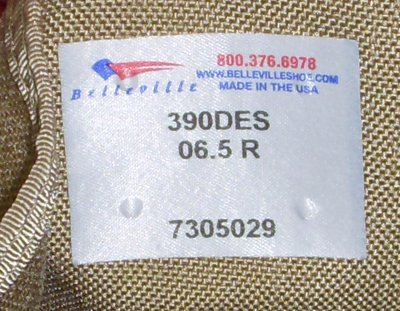 800.376.6978
WWW.BELLEVILLESHOE.COM
Belleville MADE IN THE USA
390DES
06.5 R
7305029